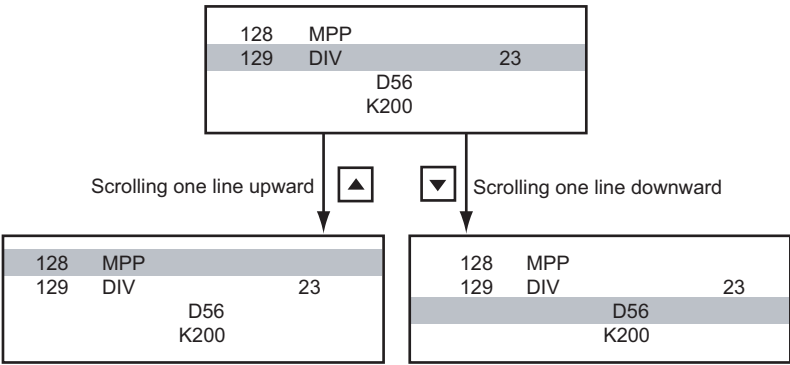 128 MPP
129 DIV 23
D56
K200
Scrolling one line upward
Scrolling one line downward
128 MPP
129 DIV 23
D56
K200
128 MPP
129 DIV 23
D56
K200